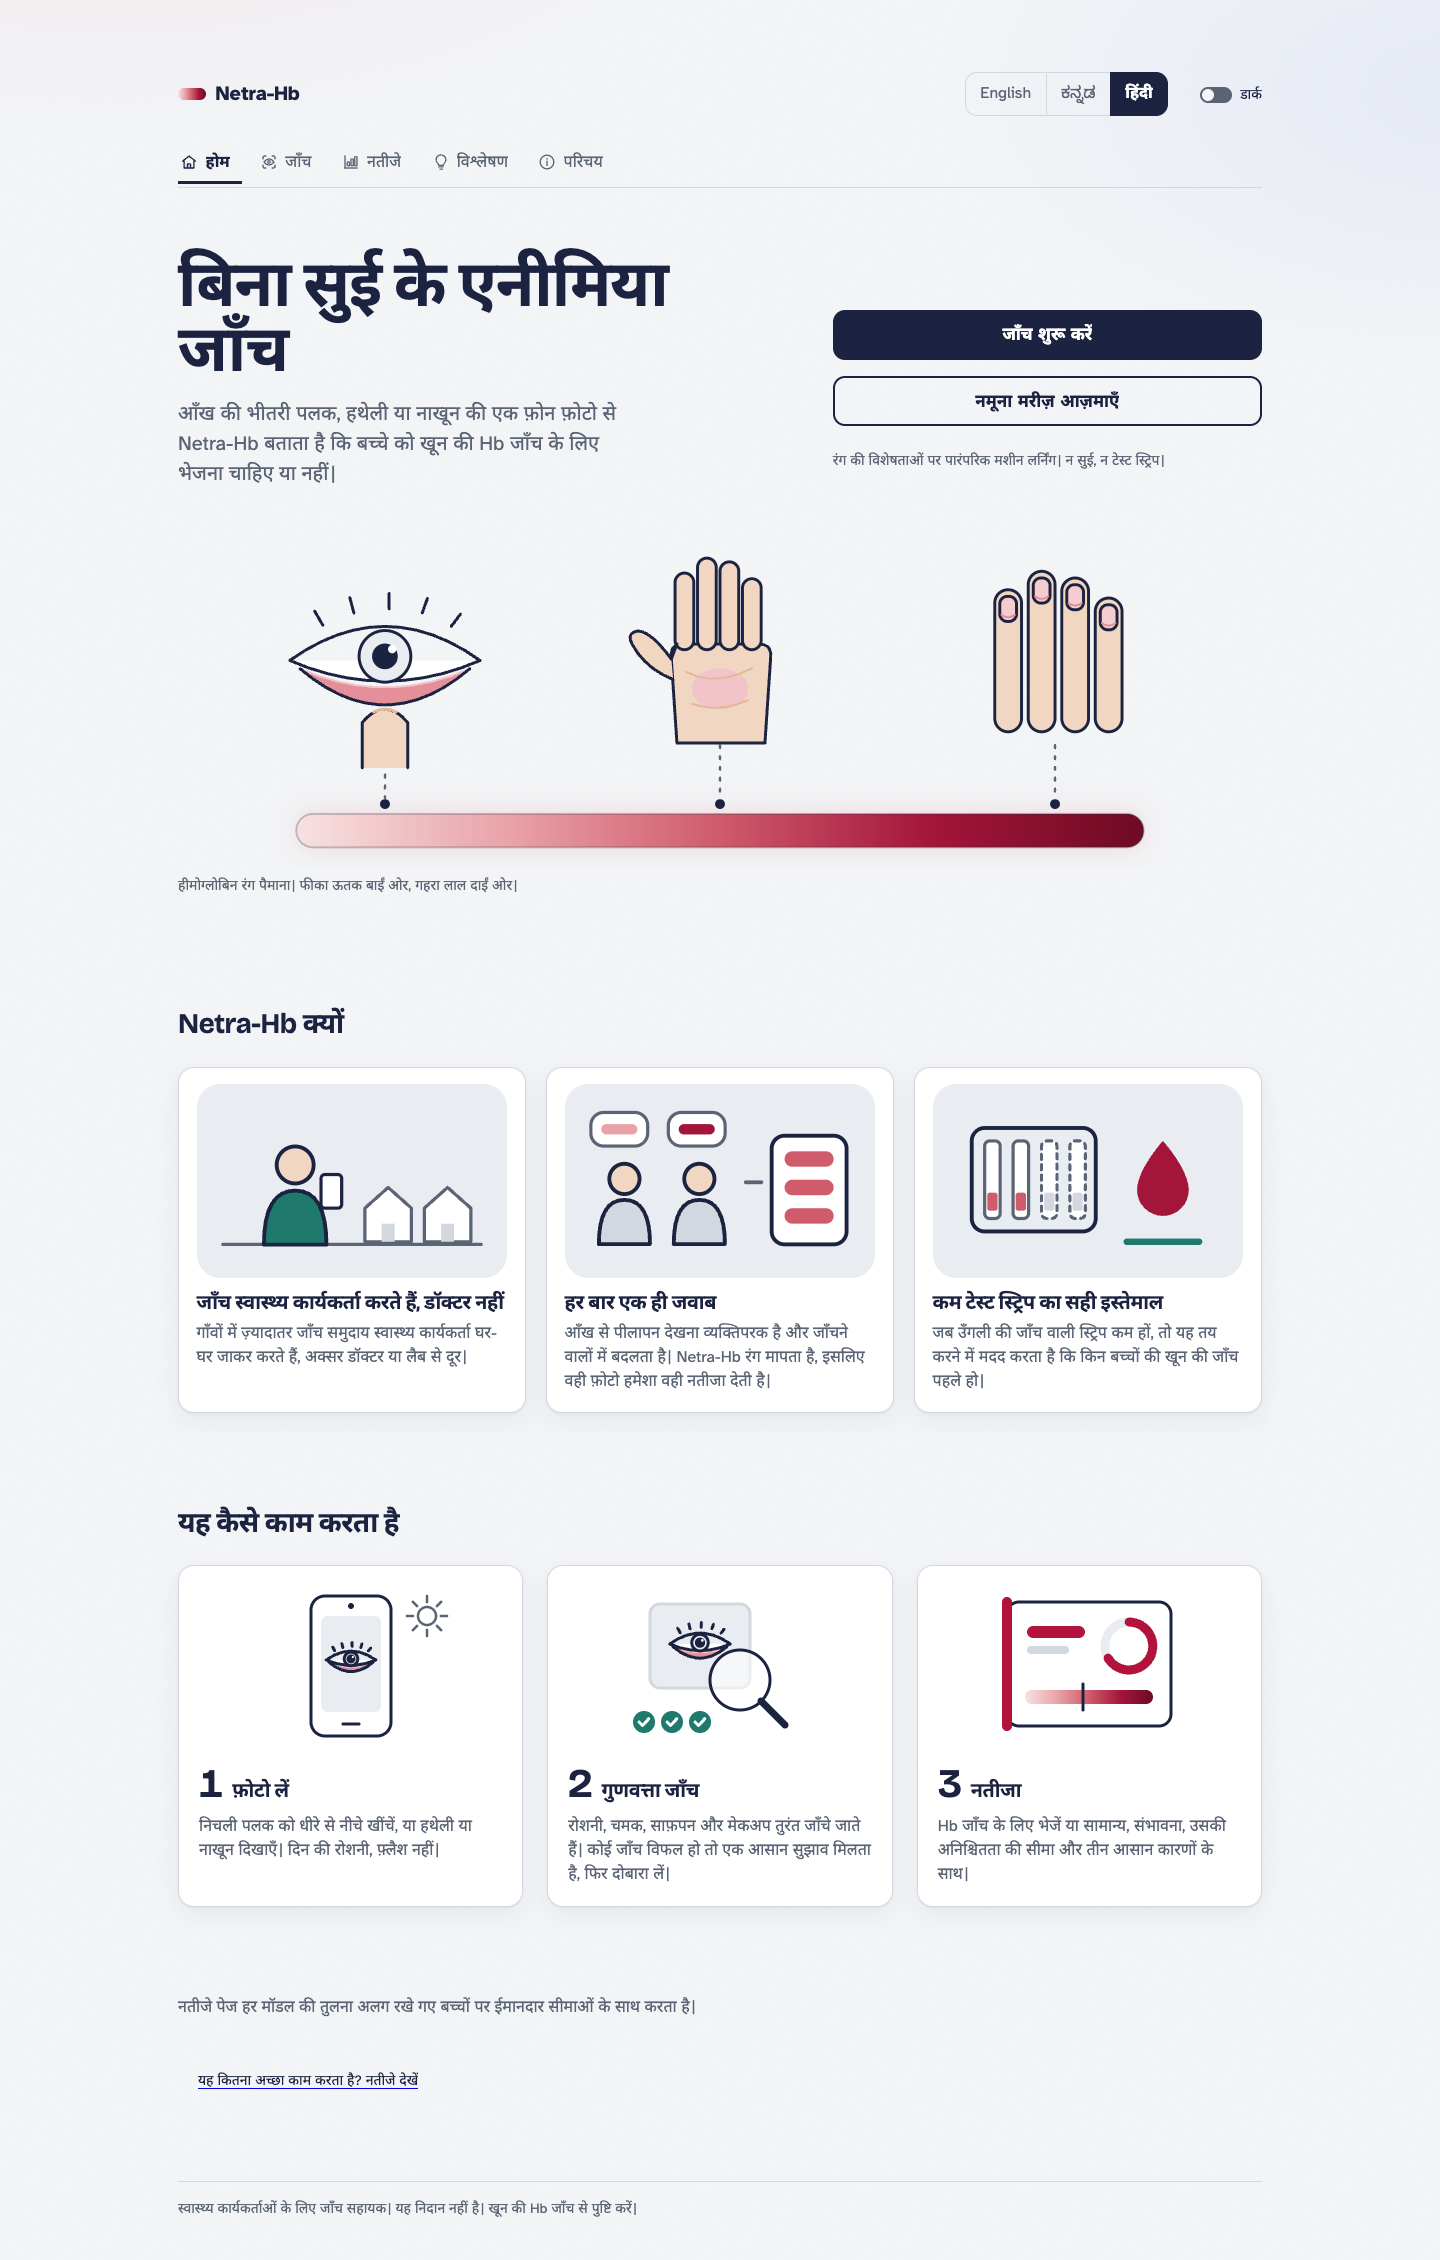 Netra-Hb
English
ಕನ್ನಡ
हिंदी
डार्क
होम
जाँच
नतीजे
विश्लेषण
परिचय
बिना सुई के एनीमिया
जाँच
आँख की भीतरी पलक, हथेली या नाखून की एक फ़ोन फ़ोटो से
Netra-Hb बताता है कि बच्चे को खून की Hb जाँच के लिए
भेजना चाहिए या नहीं|
जाँच शुरू करें
नमूना मरीज़ आज़माएँ
रंग की विशेषताओं पर पारंपरिक मशीन लर्निंग| न सुई, न टेस्ट स्ट्रिप|
हीमोग्लोबिन रंग पैमाना| फीका ऊतक बाईं ओर, गहरा लाल दाईं ओर|
Netra-Hb क्यों
जाँच स्वास्थ्य कार्यकर्ता करते हैं, डॉक्टर नहीं
गाँवों में ज़्यादातर जाँच समुदाय स्वास्थ्य कार्यकर्ता घर-
घर जाकर करते हैं, अक्सर डॉक्टर या लैब से दूर|
हर बार एक ही जवाब
आँख से पीलापन देखना व्यक्तिपरक है और जाँचने
वालों में बदलता है| Netra-Hb रंग मापता है, इसलिए
वही फ़ोटो हमेशा वही नतीजा देती है|
कम टेस्ट स्ट्रिप का सही इस्तेमाल
जब उँगली की जाँच वाली स्ट्रिप कम हों, तो यह तय
करने में मदद करता है कि किन बच्चों की खून की जाँच
पहले हो|
यह कैसे काम करता है
1 फ़ोटो लें
निचली पलक को धीरे से नीचे खींचें, या हथेली या
नाखून दिखाएँ| दिन की रोशनी, फ़्लैश नहीं|
2 गुणवत्ता जाँच
रोशनी, चमक, साफ़पन और मेकअप तुरंत जाँचे जाते
हैं| कोई जाँच विफल हो तो एक आसान सुझाव मिलता
है, फिर दोबारा लें|
3 नतीजा
Hb जाँच के लिए भेजें या सामान्य, संभावना, उसकी
अनिश्चितता की सीमा और तीन आसान कारणों के
साथ|
नतीजे पेज हर मॉडल की तुलना अलग रखे गए बच्चों पर ईमानदार सीमाओं के साथ करता है|
यह कितना अच्छा काम करता है? नतीजे देखें
स्वास्थ्य कार्यकर्ताओं के लिए जाँच सहायक| यह निदान नहीं है| खून की Hb जाँच से पुष्टि करें|